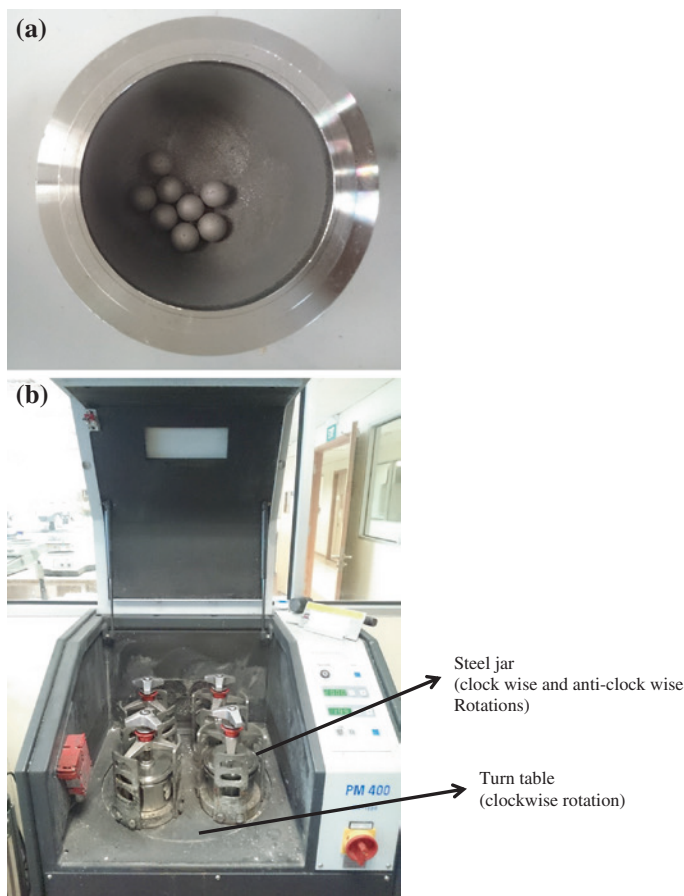 (a)
(b)
Steel jar
(clock wise and anti-clock wise
Rotations)
Turn table
(clockwise rotation)
PM 400